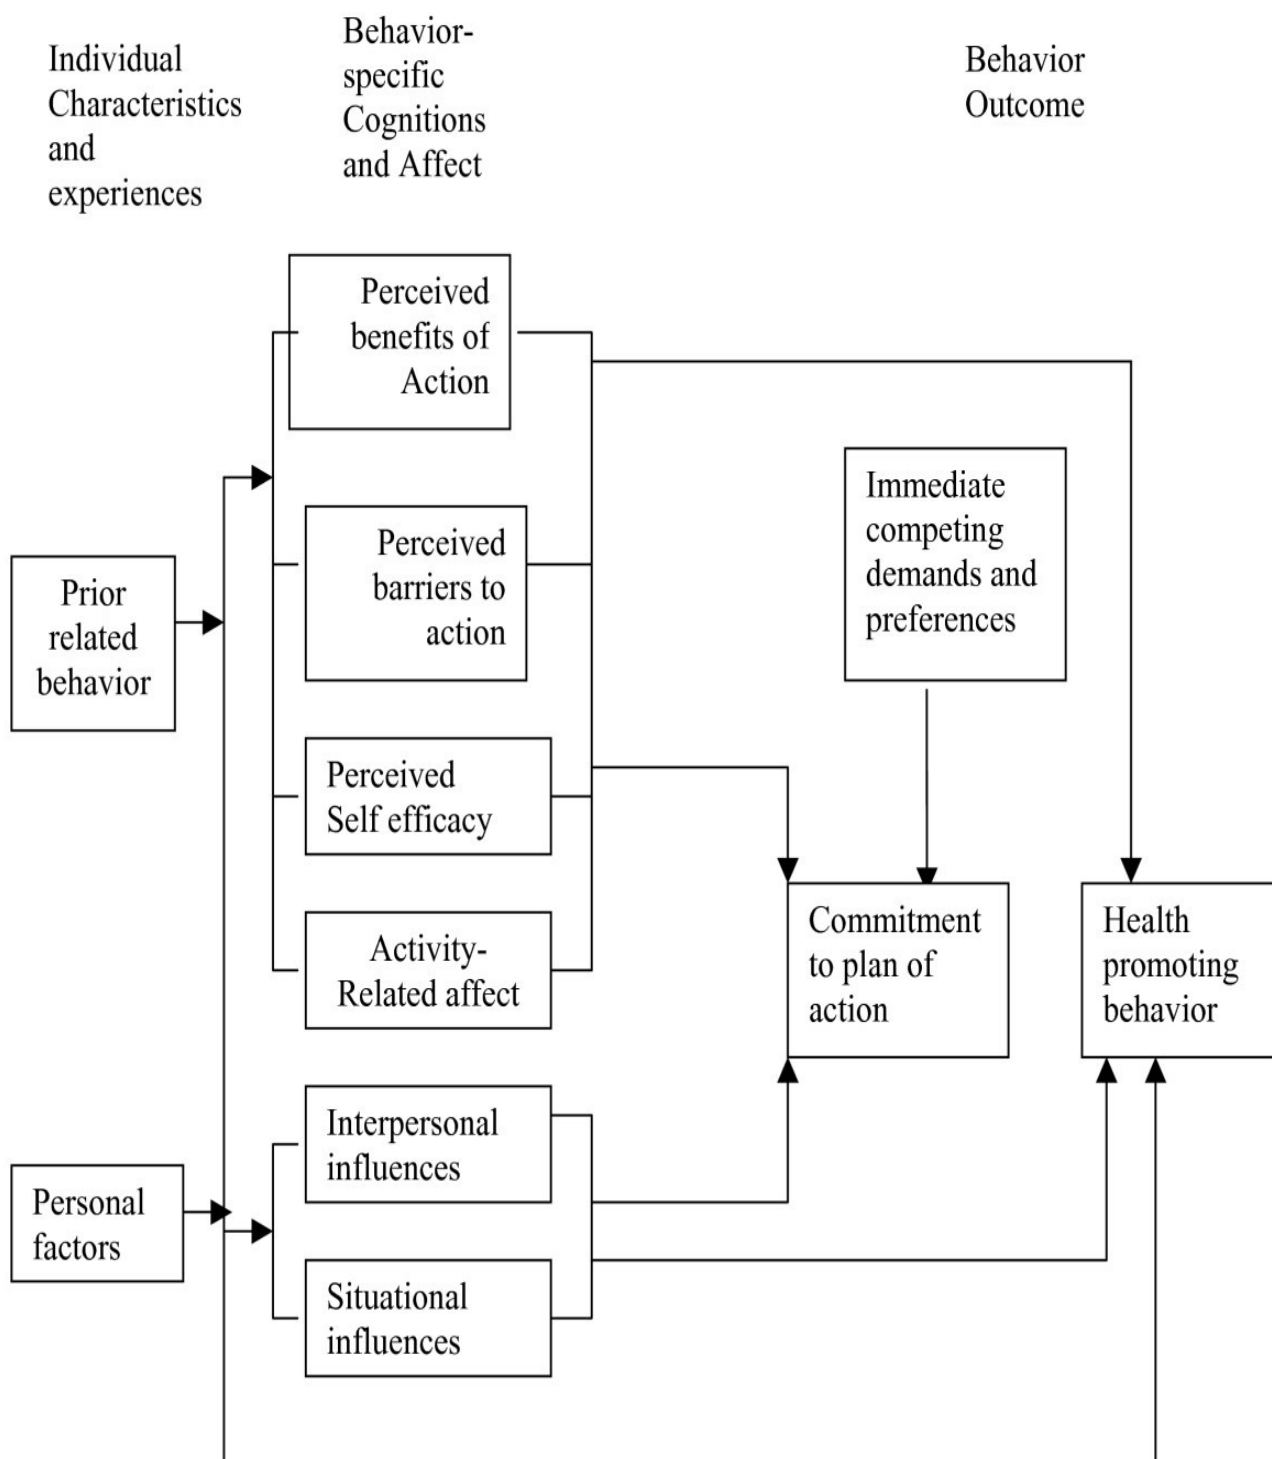 Individual
Characteristics
and
experiences
Behavior-
specific
Cognitions
and Affect
Behavior
Outcome
Perceived
benefits of
Action
Immediate
competing
demands and
preferences
Perceived
barriers to
action
Prior
related
behavior
Perceived
Self efficacy
Activity-
Related affect
Commitment
to plan of
action
Health
promoting
behavior
Interpersonal
influences
Personal
factors
Situational
influences